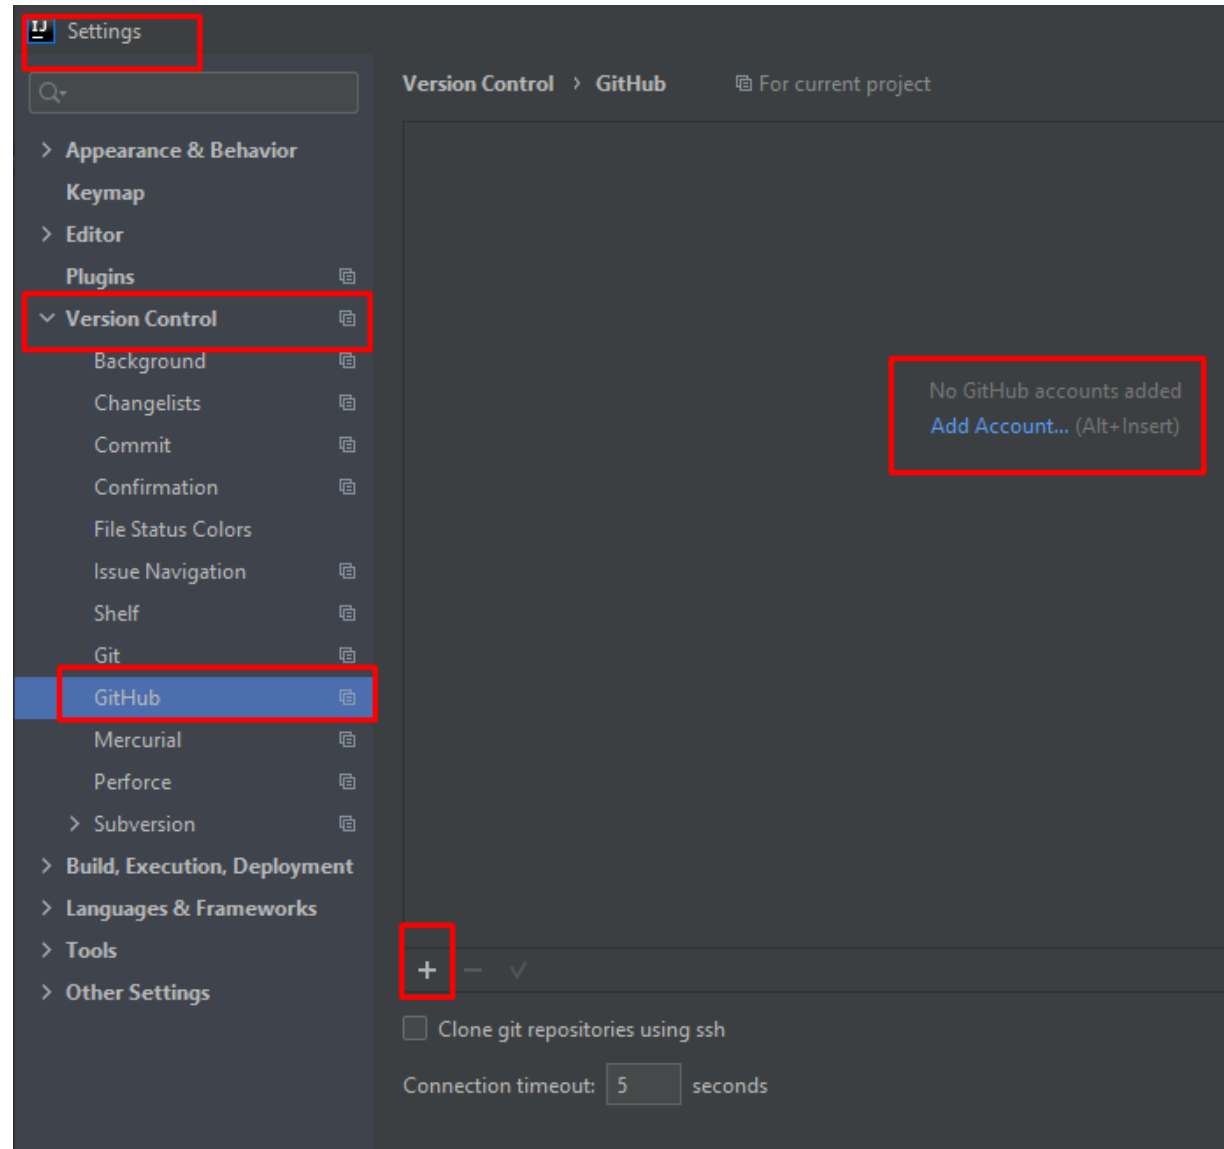 IJ Settings
Version Control › GitHub For current project
> Appearance & Behavior
Keymap
> Editor
Plugins
Version Control
Background
Changelists
Commit
Confirmation
File Status Colors
Issue Navigation
Shelf
Git
GitHub
Mercurial
Perforce
> Subversion
> Build, Execution, Deployment
> Languages & Frameworks
> Tools
> Other Settings
No GitHub accounts added
Add Account... (Alt+Insert)
Clone git repositories using ssh
Connection timeout: 5 seconds